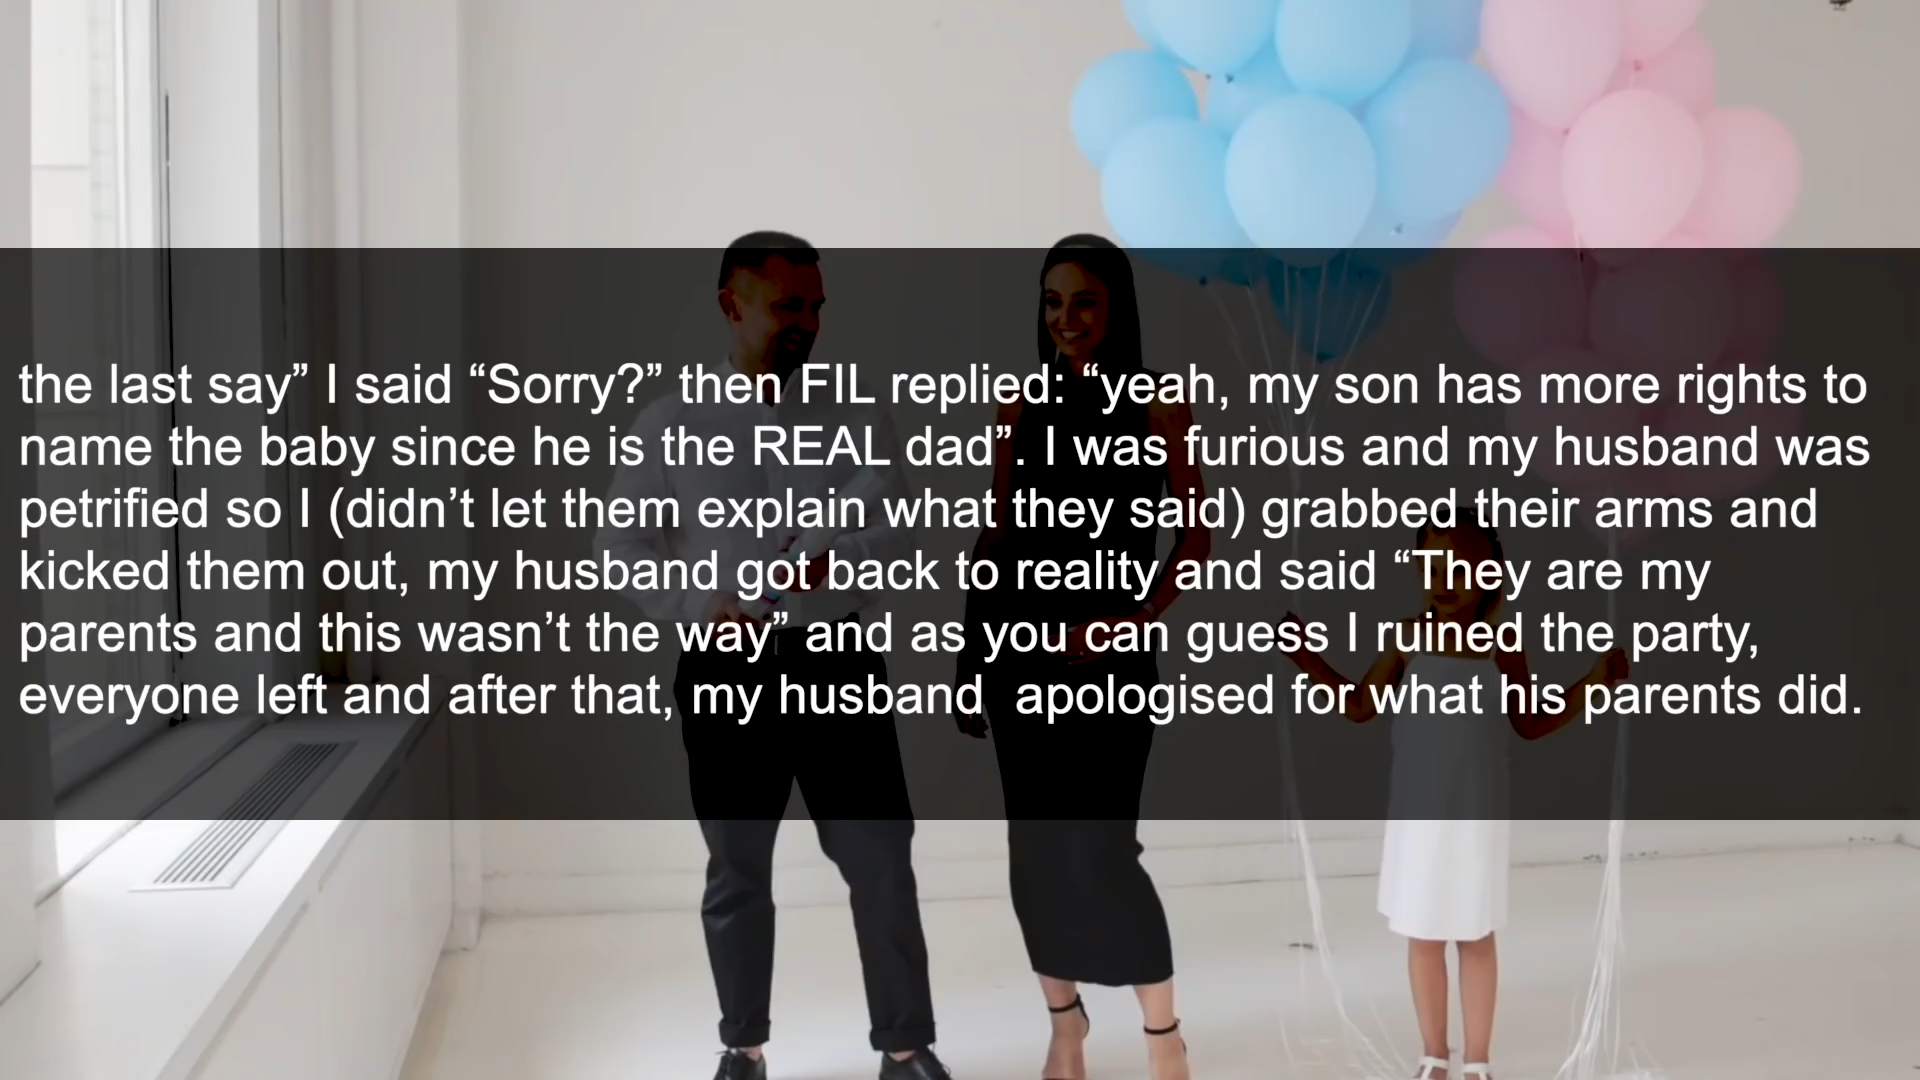 the last say” I said “Sorry?” then FIL replied: “yeah, my son has more rights to
name the baby since he is the REAL dad”. I was furious and my husband was
petrified so I (didn’t let them explain what they said) grabbed their arms and
kicked them out, my husband got back to reality and said “They are my
parents and this wasn’t the way” and as you can guess I ruined the party,
everyone left and after that, my husband  apologised for what his parents did.